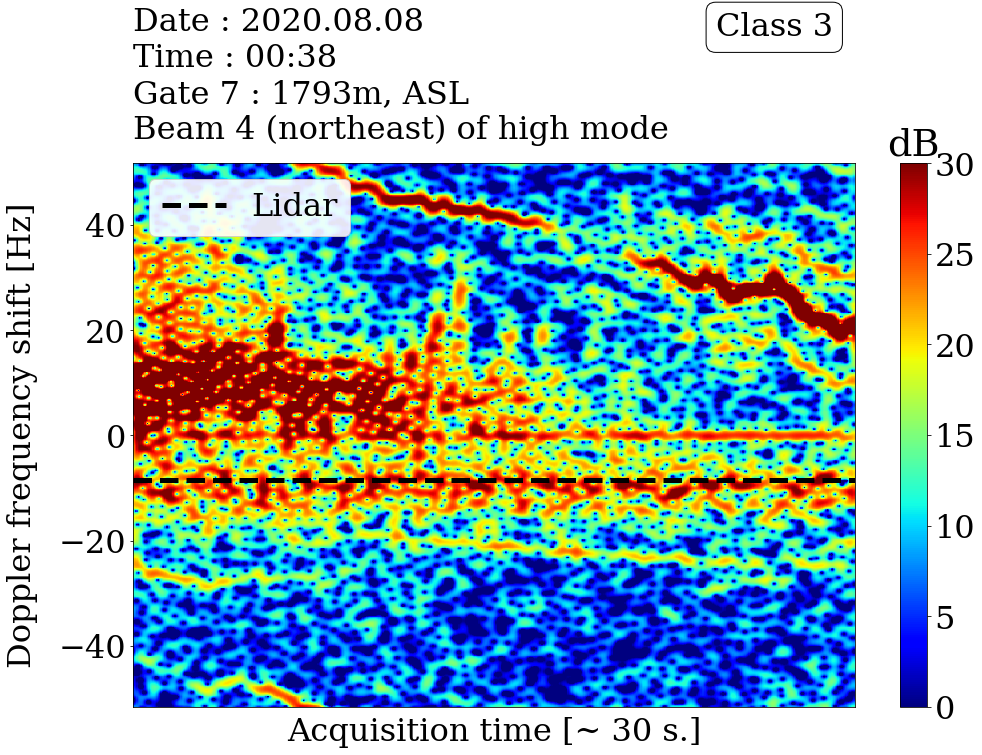 Date : 2020.08.08
Time : 00:38
Gate 7 : 1793m, ASL
Beam 4 (northeast) of high mode
Class 3
dB
Lidar
Doppler frequency shift [Hz]
40
20
0
−20
−40
30
25
20
15
10
5
0
Acquisition time [~ 30 s.]